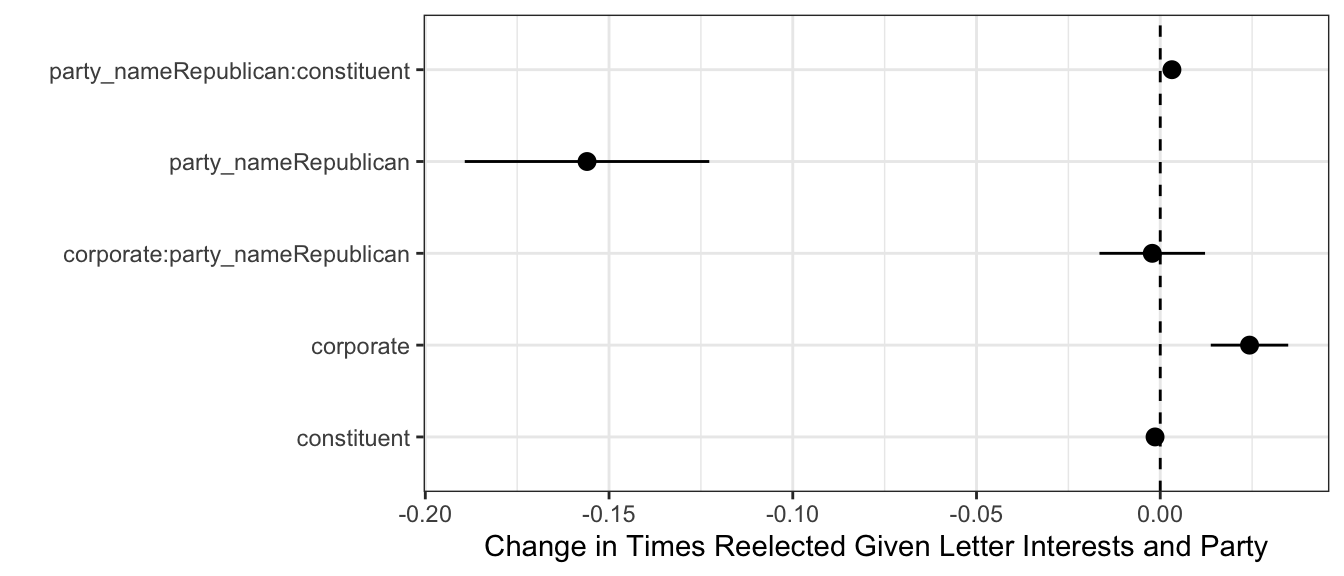 party_nameRepublican:constituent
party_nameRepublican
corporate:party_nameRepublican
corporate
constituent
-0.20 -0.15 -0.10 -0.05 0.00
Change in Times Reelected Given Letter Interests and Party